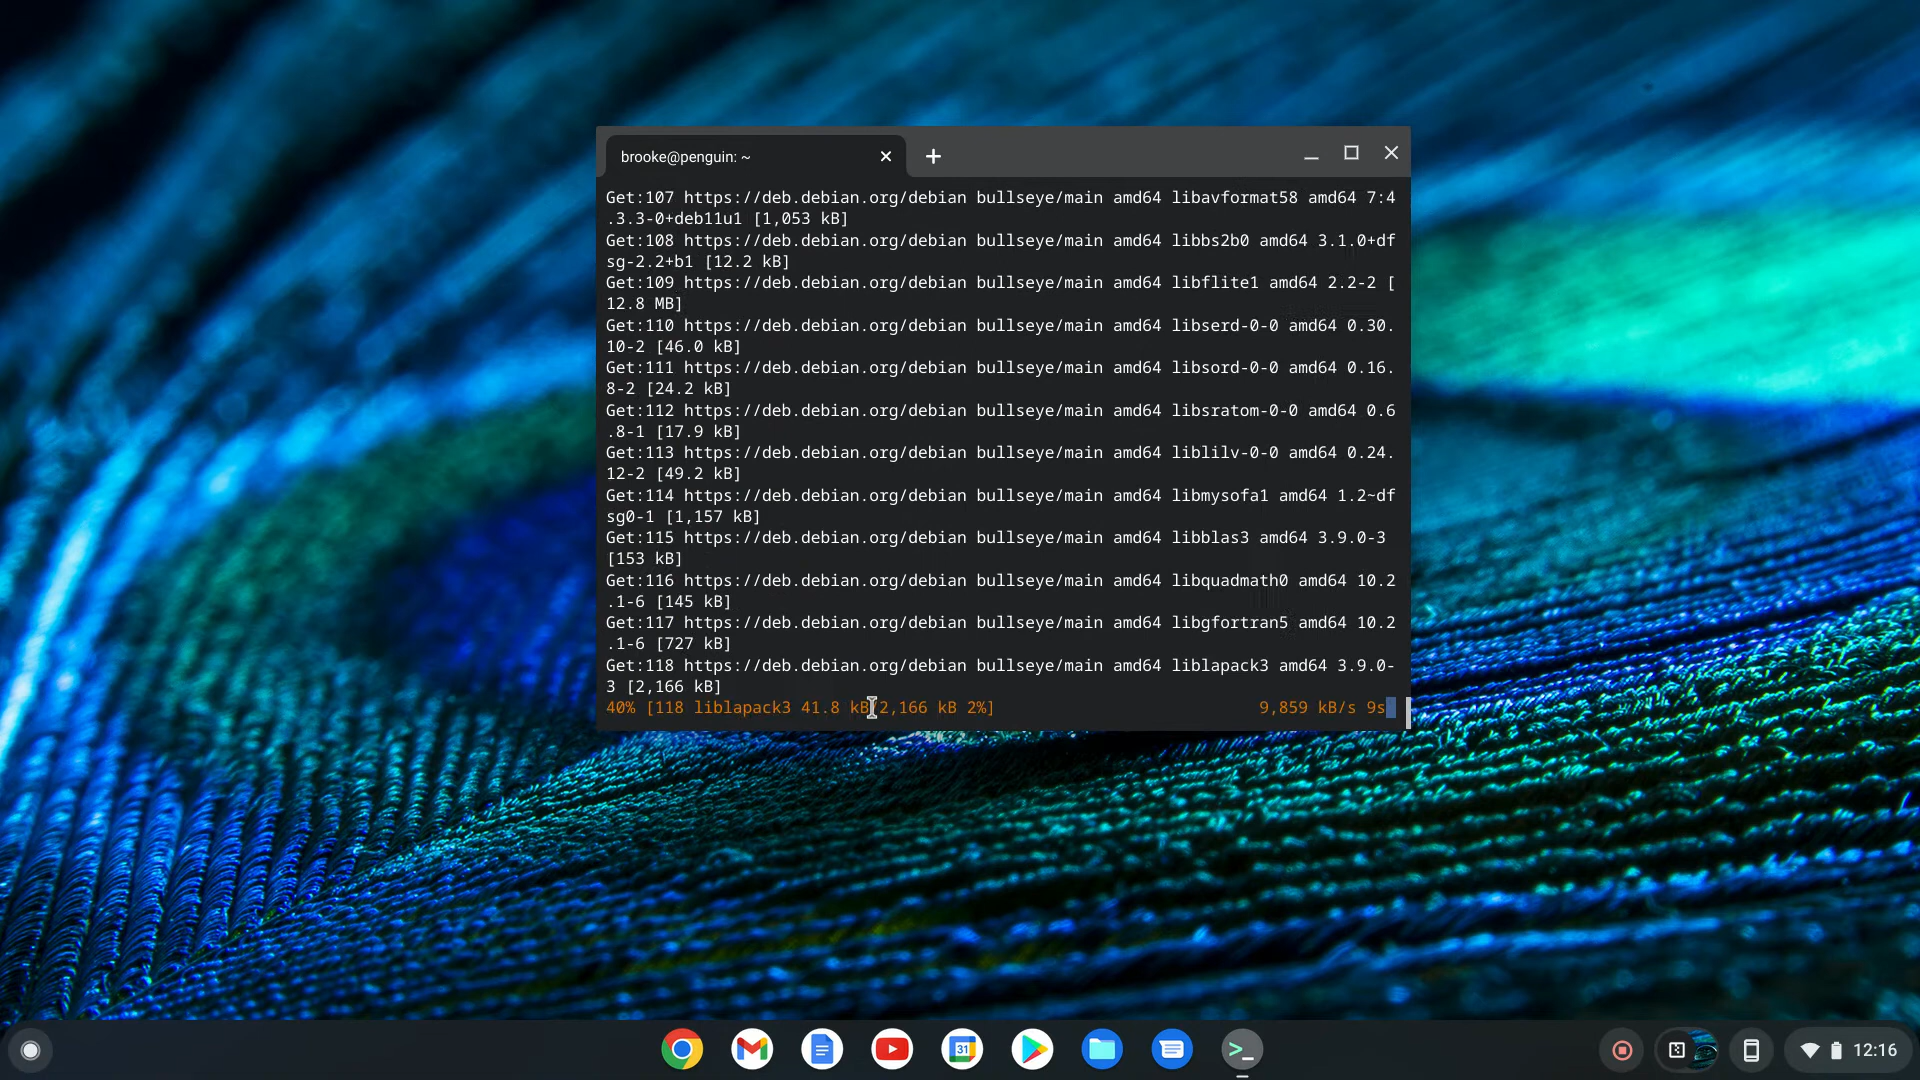 brooke@penguin: ~
Get:107 https://deb.debian.org/debian bullseye/main amd64 libavformat58 amd64 7:4
.3.3-0+deb11u1 [1,053 kB]
Get:108 https://deb.debian.org/debian bullseye/main amd64 libbs2b0 amd64 3.1.0+df
sg-2.2+b1 [12.2 kB]
Get:109 https://deb.debian.org/debian bullseye/main amd64 libflite1 amd64 2.2-2 [
12.8 MB]
Get:110 https://deb.debian.org/debian bullseye/main amd64 libserd-0-0 amd64 0.30.
10-2 [46.0 kB]
Get:111 https://deb.debian.org/debian bullseye/main amd64 libsord-0-0 amd64 0.16.
8-2 [24.2 kB]
Get:112 https://deb.debian.org/debian bullseye/main amd64 libsratom-0-0 amd64 0.6
.8-1 [17.9 kB]
Get:113 https://deb.debian.org/debian bullseye/main amd64 liblilv-0-0 amd64 0.24.
12-2 [49.2 kB]
Get:114 https://deb.debian.org/debian bullseye/main amd64 libmysofa1 amd64 1.2~df
sg0-1 [1,157 kB]
Get:115 https://deb.debian.org/debian bullseye/main amd64 libblas3 amd64 3.9.0-3
[153 kB]
Get:116 https://deb.debian.org/debian bullseye/main amd64 libquadmath0 amd64 10.2
.1-6 [145 kB]
Get:117 https://deb.debian.org/debian bullseye/main amd64 libgfortran5 amd64 10.2
.1-6 [727 kB]
Get:118 https://deb.debian.org/debian bullseye/main amd64 liblapack3 amd64 3.9.0-
3 [2,166 kB]
40% [118 liblapack3 41.8 kB/2,166 kB 2%] 9,859 kB/s 9s
31
12:16